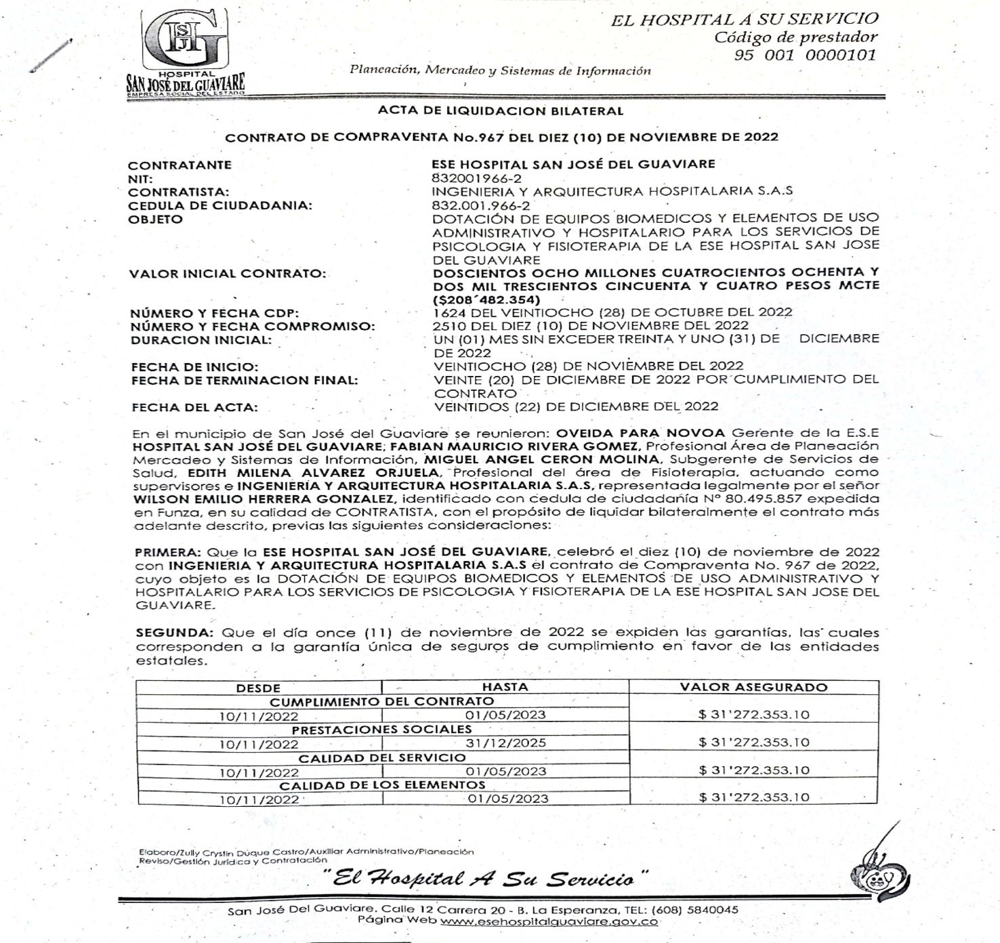 EL HOSPITAL A SU SERVICIO
Código de prestador
95 001 0000101
HSJG
HOSPITAL
SAN JOSÉ DEL GUAVIARE
EMPRESA SOCIAL DEL ESTADO
Planeación, Mercadeo y Sistemas de Información
ACTA DE LIQUIDACION BILATERAL
CONTRATO DE COMPRAVENTA No.967 DEL DIEZ (10) DE NOVIEMBRE DE 2022
CONTRATANTE ESE HOSPITAL SAN JOSÉ DEL GUAVIARE
NIT: 832001966-2
CONTRATISTA: INGENIERIA Y ARQUITECTURA HOSPITALARIA S.A.S
CEDULA DE CIUDADANIA: 832.001.966-2
OBJETO DOTACIÓN DE EQUIPOS BIOMEDICOS Y ELEMENTOS DE USO
ADMINISTRATIVO Y HOSPITALARIO PARA LOS SERVICIOS DE
PSICOLOGIA Y FISIOTERAPIA DE LA ESE HOSPITAL SAN JOSE
DEL GUAVIARE
VALOR INICIAL CONTRATO: DOSCIENTOS OCHO MILLONES CUATROCIENTOS OCHENTA Y
DOS MIL TRESCIENTOS CINCUENTA Y CUATRO PESOS MCTE
($208´482.354)
NÚMERO Y FECHA CDP: 1624 DEL VEINTIOCHO (28) DE OCTUBRE DEL 2022
NÚMERO Y FECHA COMPROMISO: 2510 DEL DIEZ (10) DE NOVIEMBRE DEL 2022
DURACION INICIAL: UN (01) MES SIN EXCEDER TREINTA Y UNO (31) DE DICIEMBRE
DE 2022
FECHA DE INICIO: VEINTIOCHO (28) DE NOVIEMBRE DEL 2022
FECHA DE TERMINACION FINAL: VEINTE (20) DE DICIEMBRE DE 2022 POR CUMPLIMIENTO DEL
CONTRATO
FECHA DEL ACTA: VEINTIDOS (22) DE DICIEMBRE DEL 2022
En el municipio de San José del Guaviare se reunieron: OVEIDA PARA NOVOA Gerente de la E.S.E
HOSPITAL SAN JOSÉ DEL GUAVIARE; FABIAN MAURICIO RIVERA GOMEZ, Profesional Área de Planeación
Mercadeo y Sistemas de Información, MIGUEL ANGEL CERON MOLINA, Subgerente de Servicios de
Salud, EDITH MILENA ALVAREZ ORJUELA, Profesional del área de Fisioterapia, actuando como
supervisores e INGENIERIA Y ARQUITECTURA HOSPITALARIA S.A.S, representada legalmente por el señor
WILSON EMILIO HERRERA GONZALEZ, identificado con cedula de ciudadanía Nº 80.495.857 expedida
en Funza, en su calidad de CONTRATISTA, con el propósito de liquidar bilateralmente el contrato más
adelante descrito, previas las siguientes consideraciones:
PRIMERA: Que la ESE HOSPITAL SAN JOSÉ DEL GUAVIARE, celebró el diez (10) de noviembre de 2022
con INGENIERIA Y ARQUITECTURA HOSPITALARIA S.A.S el contrato de Compraventa No. 967 de 2022,
cuyo objeto es la DOTACIÓN DE EQUIPOS BIOMEDICOS Y ELEMENTOS DE USO ADMINISTRATIVO Y
HOSPITALARIO PARA LOS SERVICIOS DE PSICOLOGIA Y FISIOTERAPIA DE LA ESE HOSPITAL SAN JOSE DEL
GUAVIARE.
SEGUNDA: Que el día once (11) de noviembre de 2022 se expiden las garantías, las cuales
corresponden a la garantía única de seguros de cumplimiento en favor de las entidades
estatales.
DESDE HASTA VALOR ASEGURADO
CUMPLIMIENTO DEL CONTRATO
10/11/2022 01/05/2023 $ 31'272.353.10
PRESTACIONES SOCIALES
10/11/2022 31/12/2025 $ 31'272.353.10
CALIDAD DEL SERVICIO
10/11/2022 01/05/2023 $ 31'272.353.10
CALIDAD DE LOS ELEMENTOS
10/11/2022 01/05/2023 $ 31'272.353.10
Elaboro/Zully Crystin Duque Castro/Auxiliar Administrativo/Planeación
Reviso/Gestión Jurídica y Contratación
"El Hospital A Su Servicio"
San José Del Guaviare. Calle 12 Carrera 20 - B. La Esperanza, TEL: (608) 5840045
Página Web www.esehospitalguaviare.gov.co